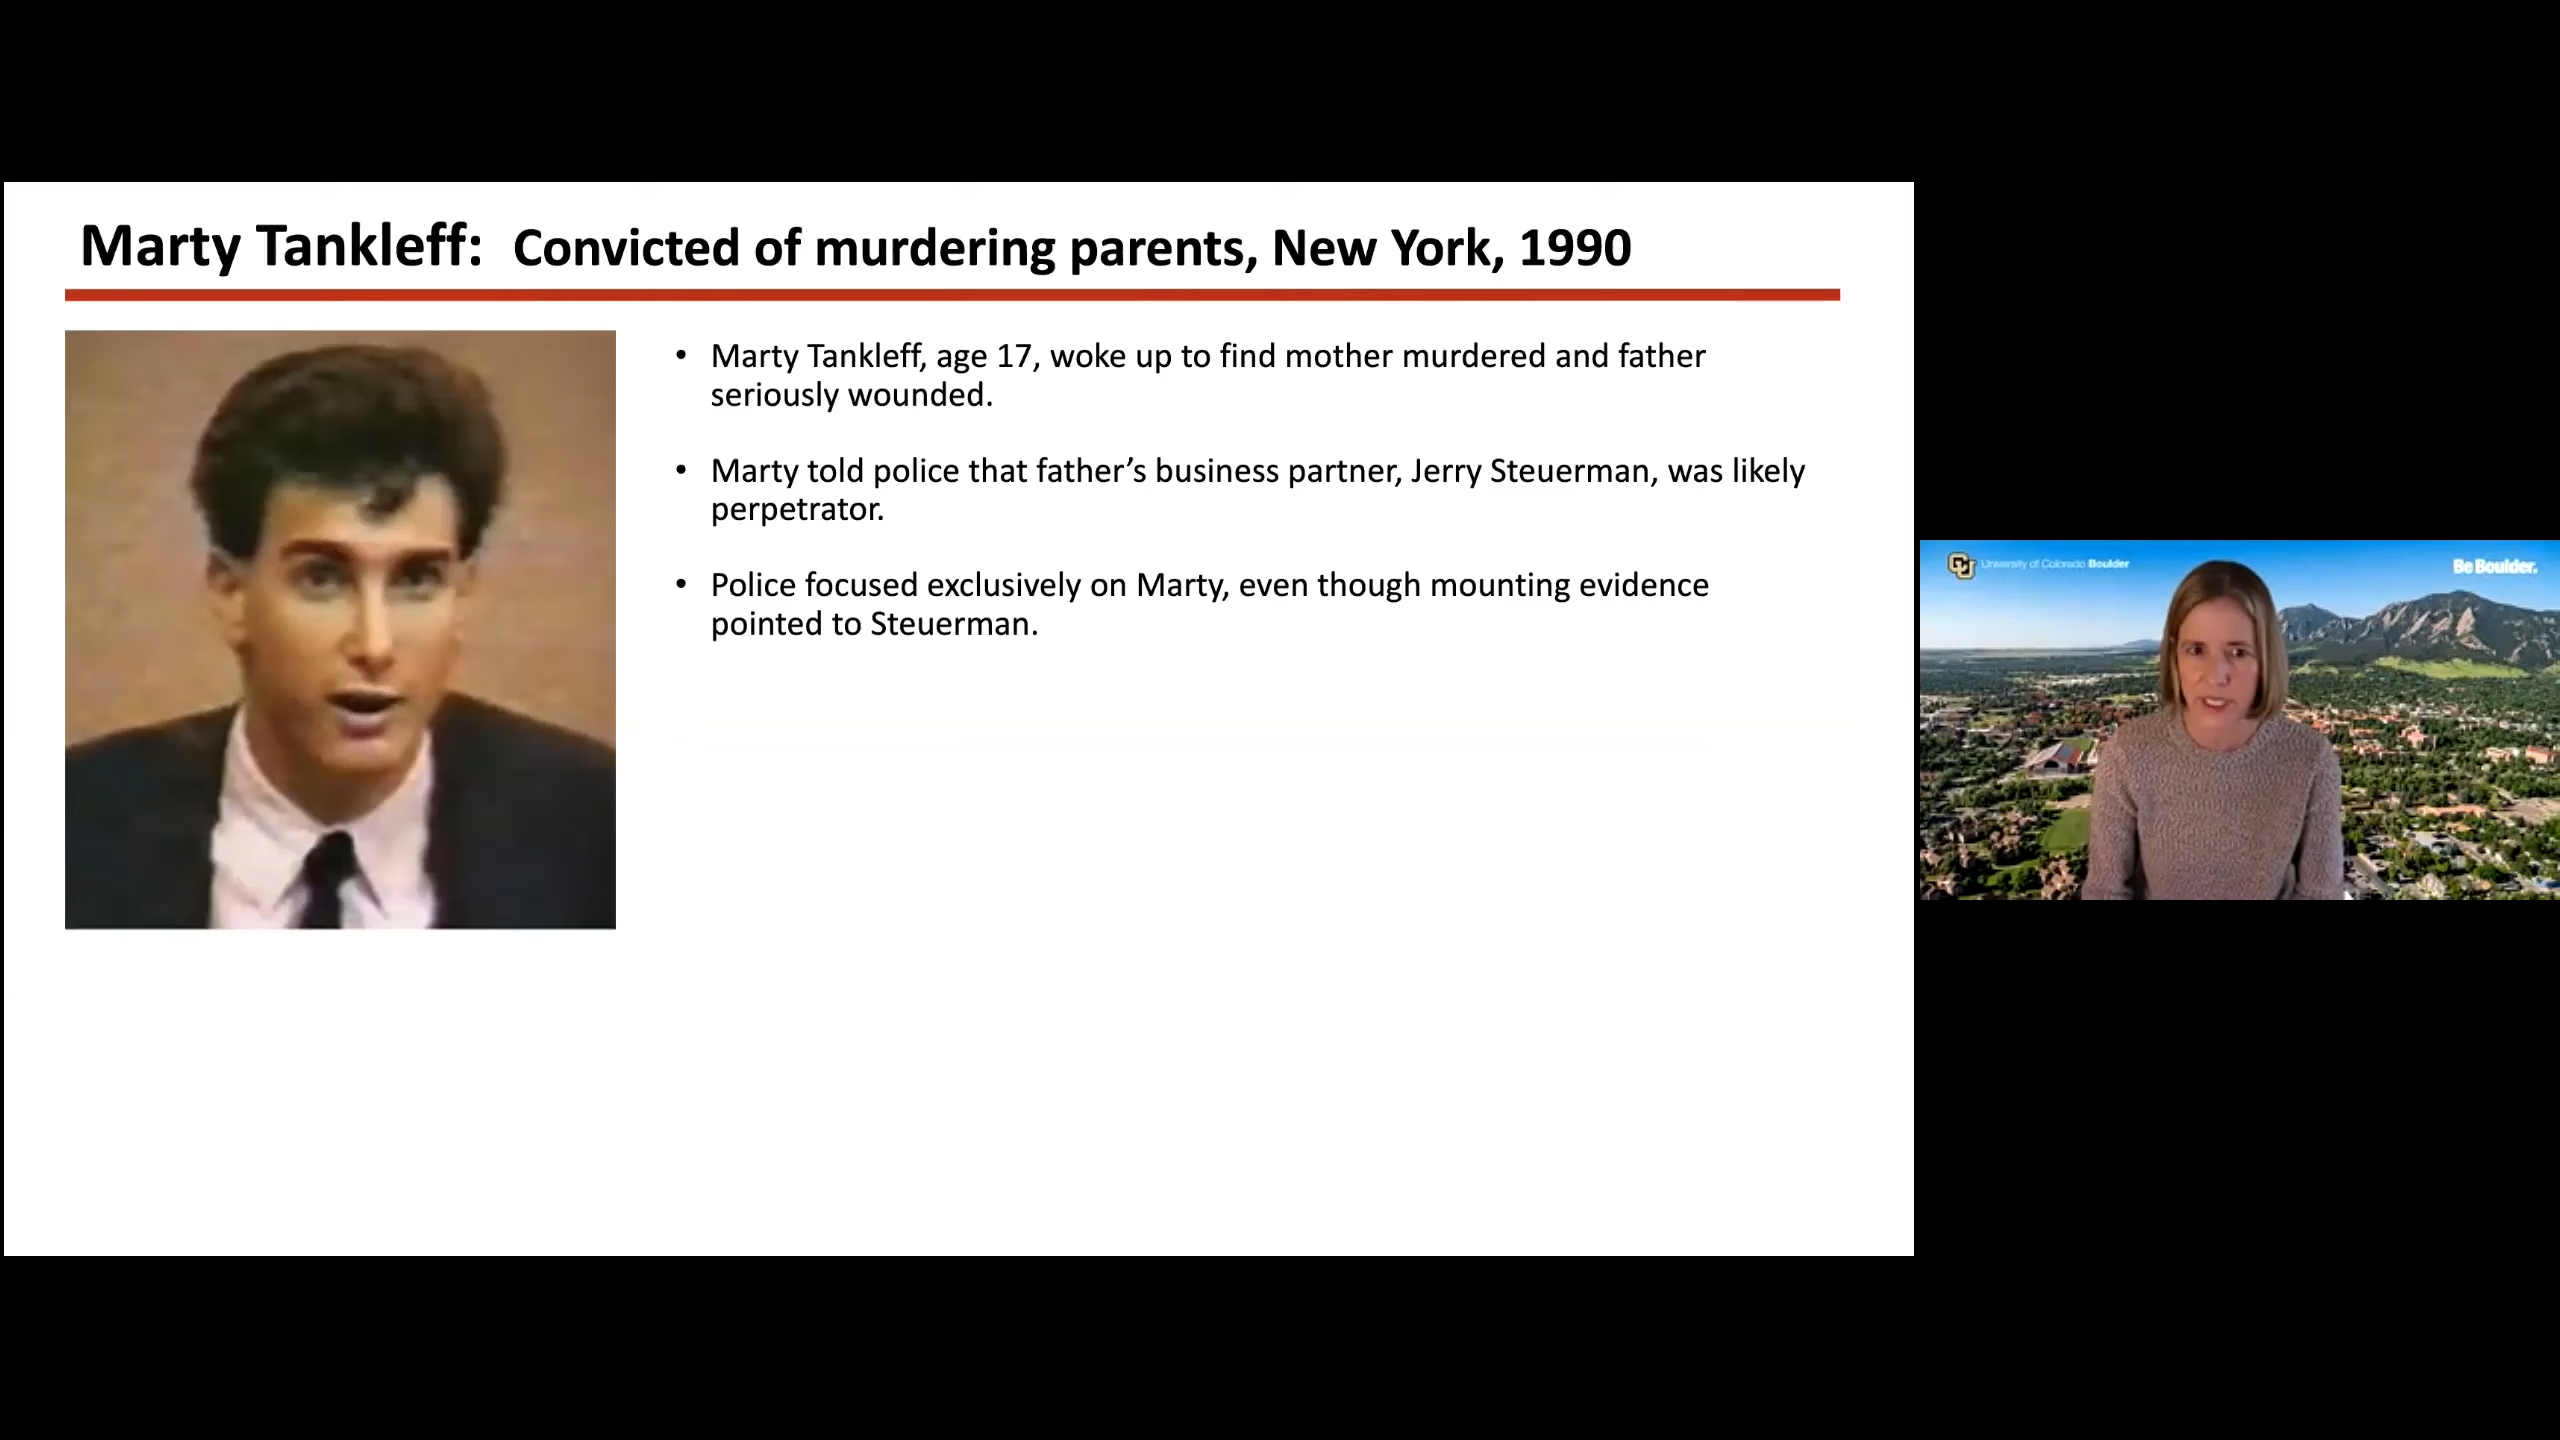 Marty Tankleff: Convicted of murdering parents, New York, 1990
• Marty Tankleff, age 17, woke up to find mother murdered and father
seriously wounded.
• Marty told police that father’s business partner, Jerry Steuerman, was likely
perpetrator.
• Police focused exclusively on Marty, even though mounting evidence
pointed to Steuerman.
CU University of Colorado Boulder
Be Boulder.